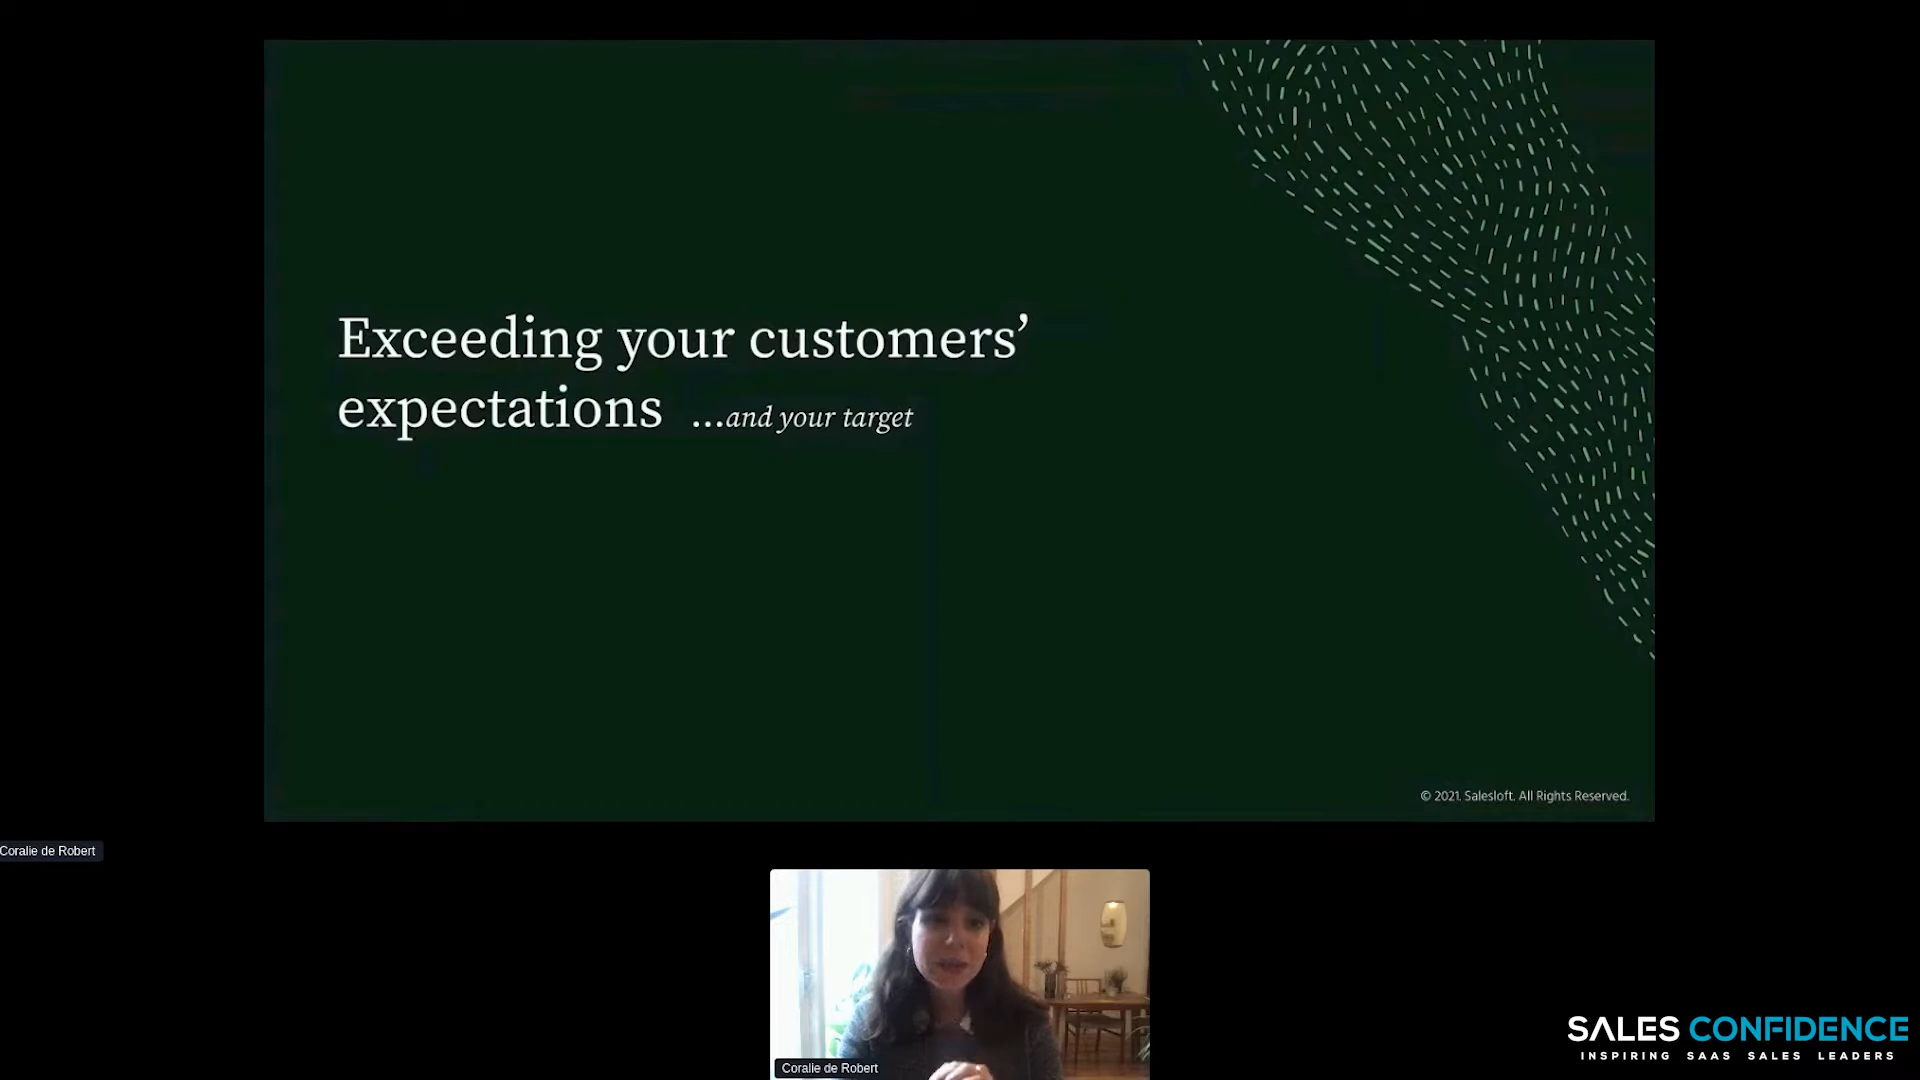 Exceeding your customers’
expectations ...and your target
© 2021. Salesloft. All Rights Reserved.
Coralie de Robert
Coralie de Robert
SALES CONFIDENCE
INSPIRING SAAS SALES LEADERS